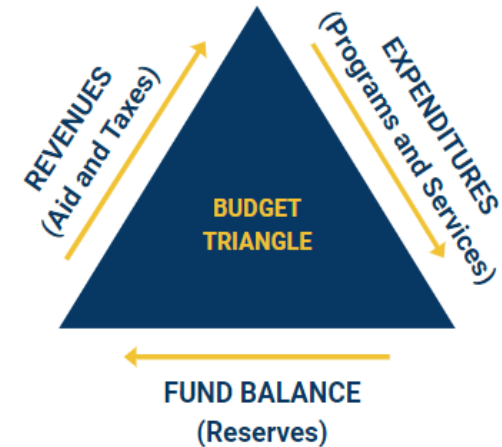 REVENUES
(Aid and Taxes)
EXPENDITURES
(Programs and Services)
BUDGET
TRIANGLE
FUND BALANCE
(Reserves)